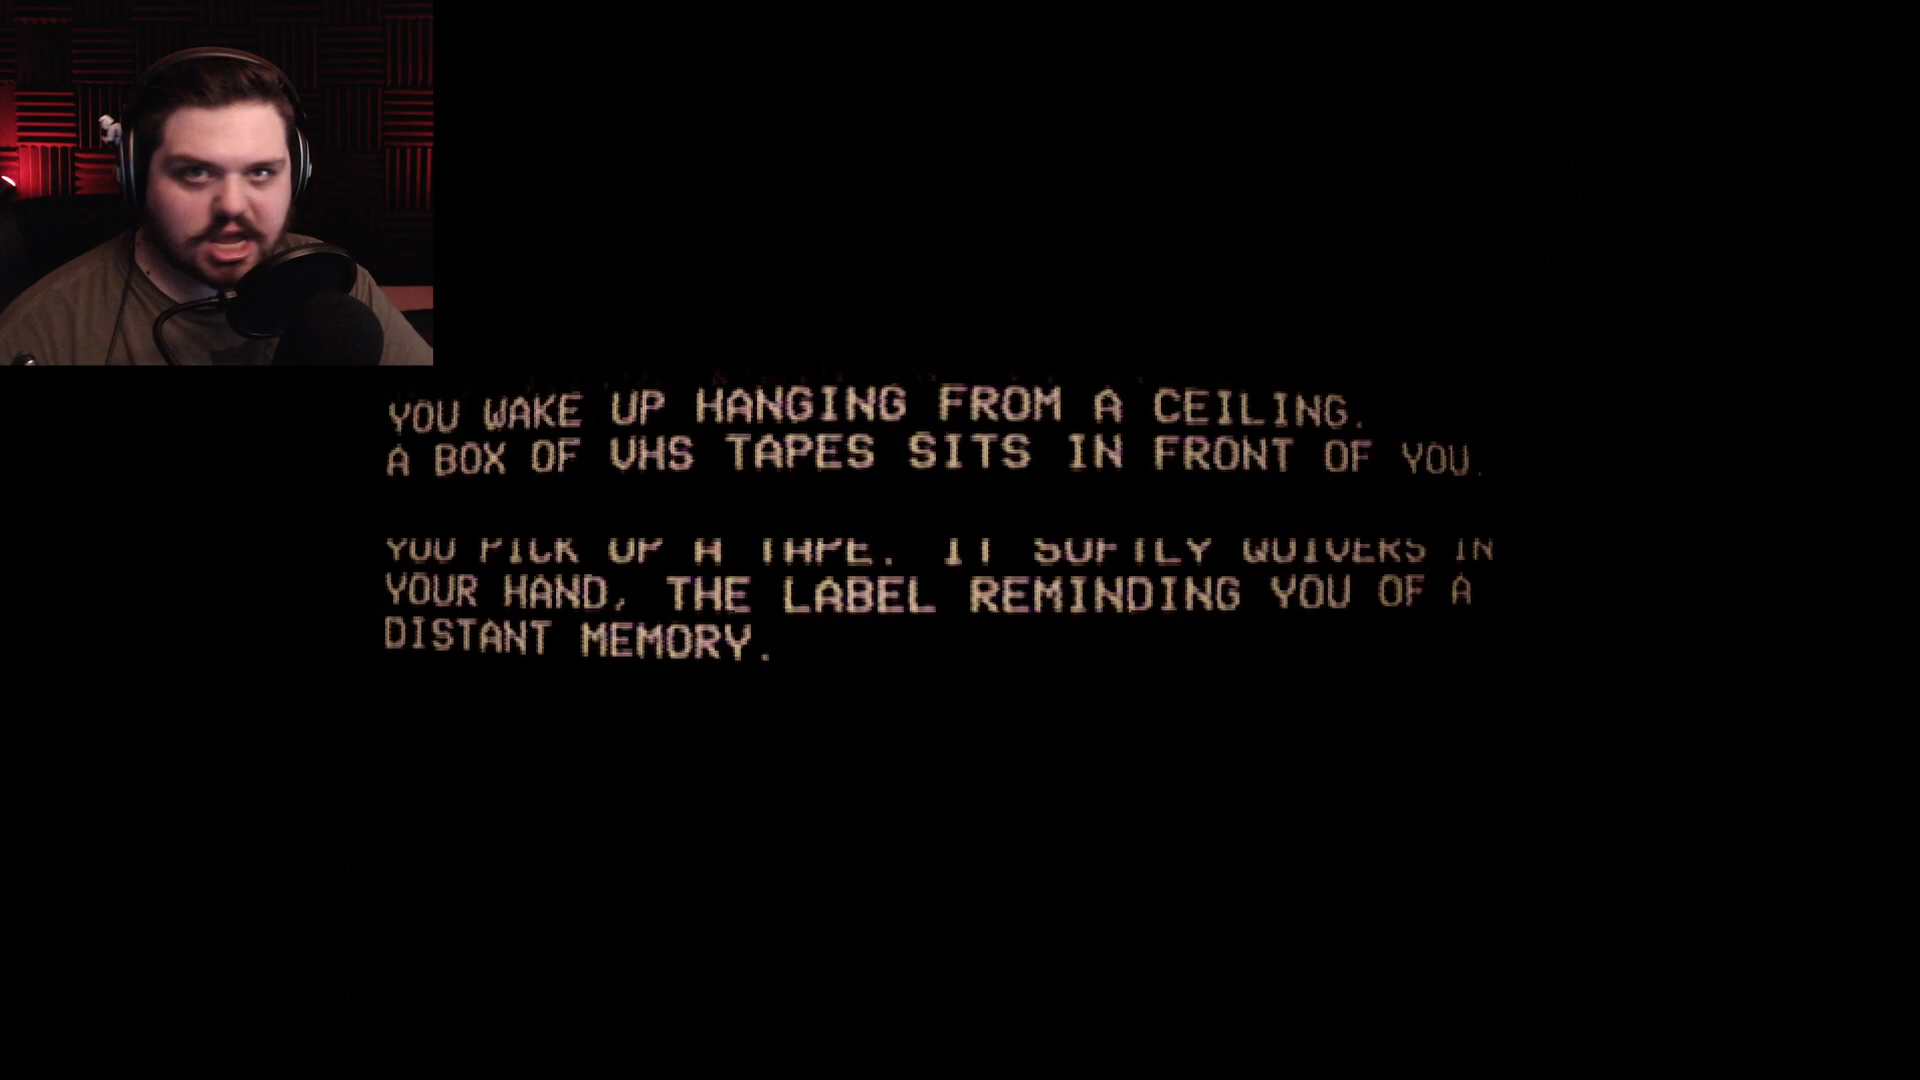 YOU WAKE UP HANGING FROM A CEILING.
A BOX OF VHS TAPES SITS IN FRONT OF YOU.
YOU PICK UP A TAPE. IT SOFTLY QUIVERS IN
YOUR HAND, THE LABEL REMINDING YOU OF A
DISTANT MEMORY.